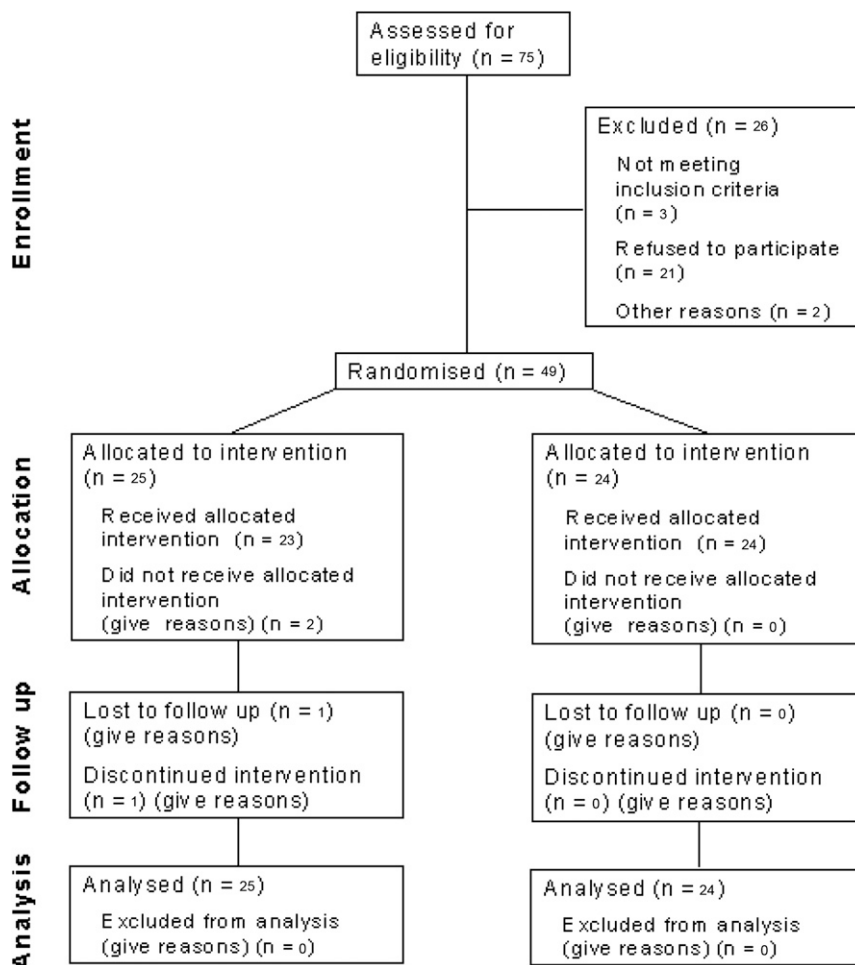 Assessed for
eligibility (n = 75)
Enrollment
Excluded (n = 26)
Not meeting
inclusion criteria
(n = 3)
Refused to participate
(n = 21)
Other reasons (n = 2)
Randomised (n = 49)
Allocation
Allocated to intervention
(n = 25)
Received allocated
intervention (n = 23)
Did not receive allocated
intervention
(give reasons) (n = 2)
Allocated to intervention
(n = 24)
Received allocated
intervention (n = 24)
Did not receive allocated
intervention
(give reasons) (n = 0)
Follow up
Lost to follow up (n = 1)
(give reasons)
Discontinued intervention
(n = 1) (give reasons)
Lost to follow up (n = 0)
(give reasons)
Discontinued intervention
(n = 0) (give reasons)
Analysis
Analysed (n = 25)
Excluded from analysis
(give reasons) (n = 0)
Analysed (n = 24)
Excluded from analysis
(give reasons) (n = 0)